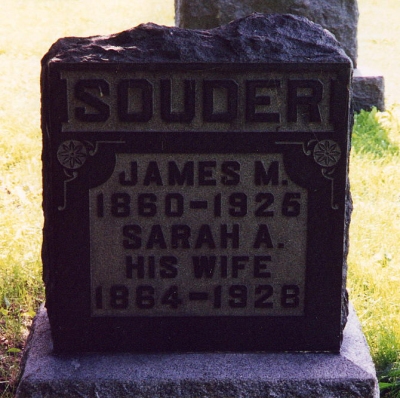 SOUDER
JAMES M.
1860-1926
SARAH A.
HIS WIFE
1864-1928